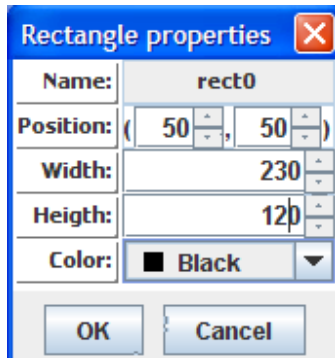 Rectangle properties
Name: rect0
Position: ( 50 , 50 )
Width: 230
Heigth: 120
Color: Black
OK Cancel